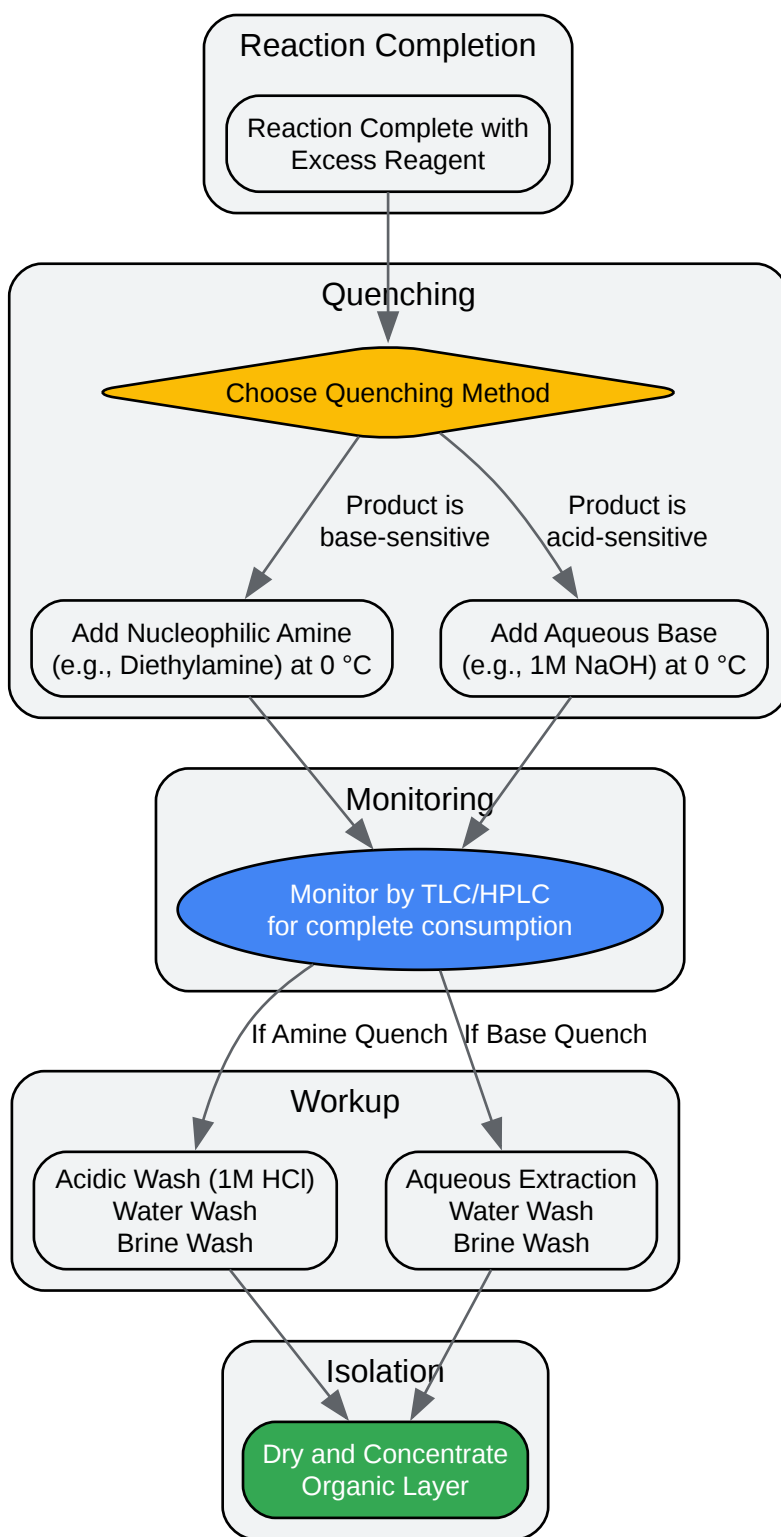 Reaction Completion
Reaction Complete with
Excess Reagent
Quenching
Choose Quenching Method
Product is
base-sensitive
Product is
acid-sensitive
Add Nucleophilic Amine
(e.g., Diethylamine) at 0 °C
Add Aqueous Base
(e.g., 1M NaOH) at 0 °C
Monitoring
Monitor by TLC/HPLC
for complete consumption
If Amine Quench
If Base Quench
Workup
Acidic Wash (1M HCl)
Water Wash
Brine Wash
Aqueous Extraction
Water Wash
Brine Wash
Isolation
Dry and Concentrate
Organic Layer